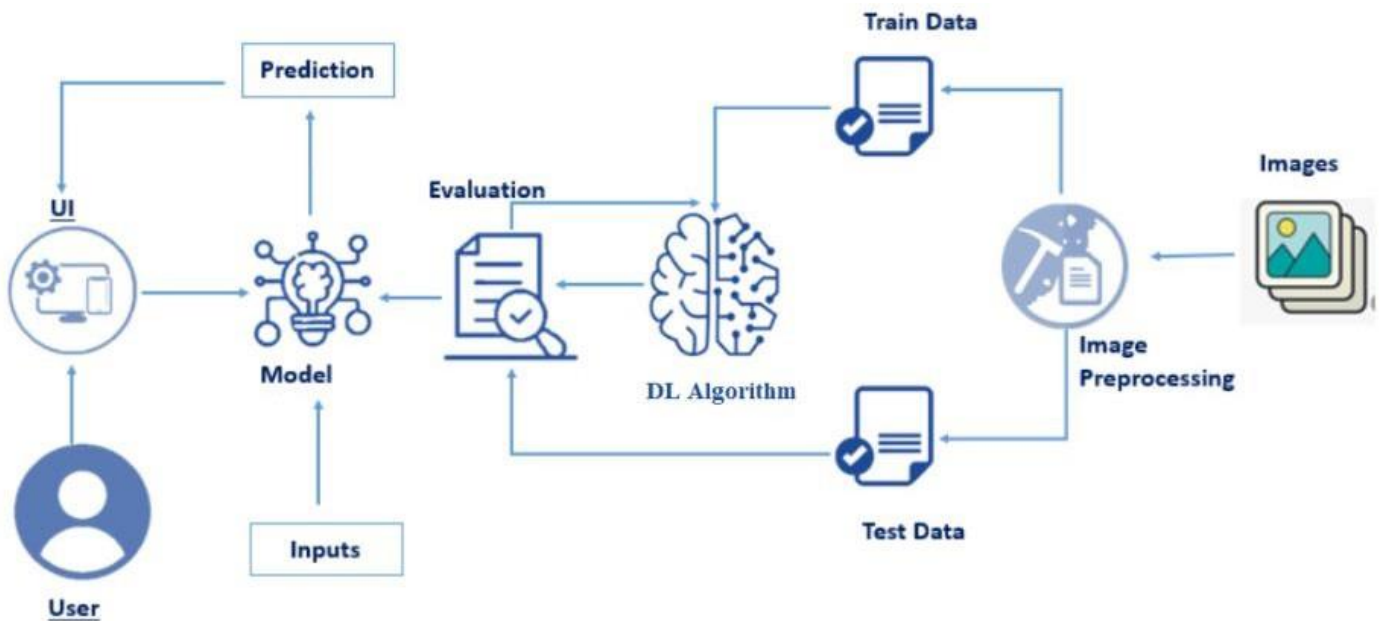 Train Data
Prediction
Images
Evaluation
UI
Image
Preprocessing
Model
DL Algorithm
Test Data
Inputs
User